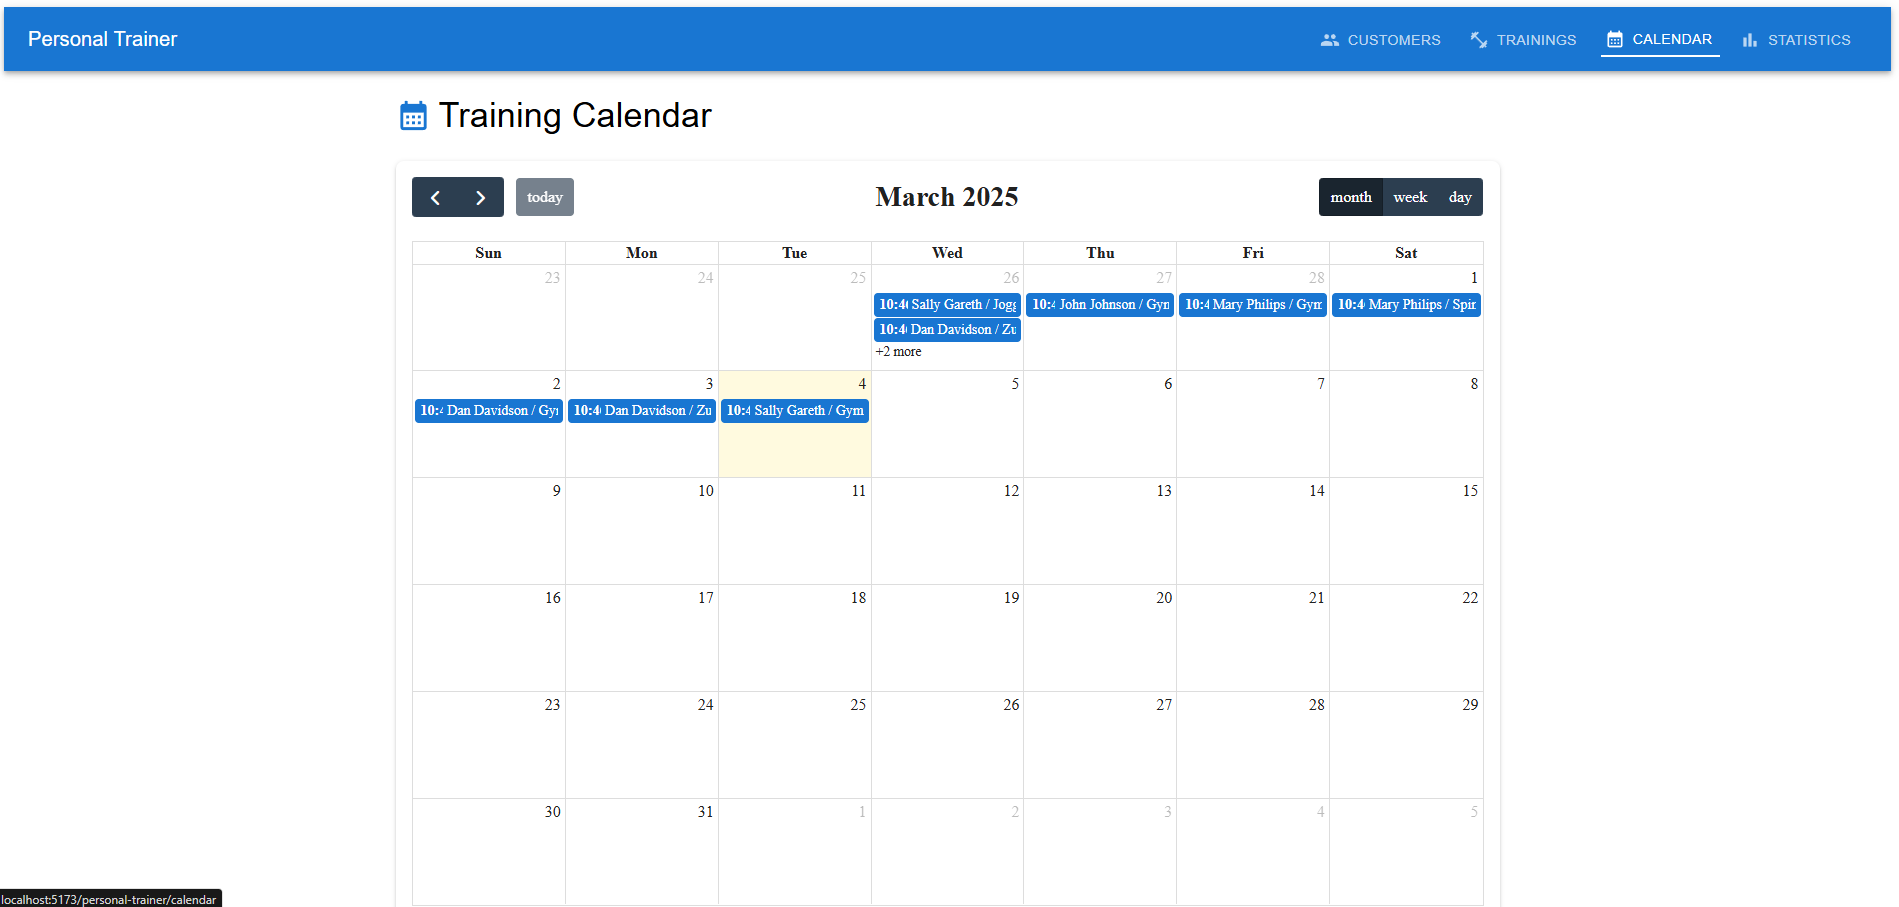 Personal Trainer
CUSTOMERS TRAININGS CALENDAR STATISTICS
Training Calendar
today March 2025 month week day
Sun Mon Tue Wed Thu Fri Sat
23 24 25 26 27 28 1
10:4 Sally Gareth / Jogg 10:4 John Johnson / Gyn 10:4 Mary Philips / Gym 10:4 Mary Philips / Spin
10:4 Dan Davidson / Zu
+2 more
2 3 4 5 6 7 8
10:4 Dan Davidson / Gy 10:4 Dan Davidson / Zu 10:4 Sally Gareth / Gym
9 10 11 12 13 14 15
16 17 18 19 20 21 22
23 24 25 26 27 28 29
30 31 1 2 3 4 5
localhost:5173/personal-trainer/calendar